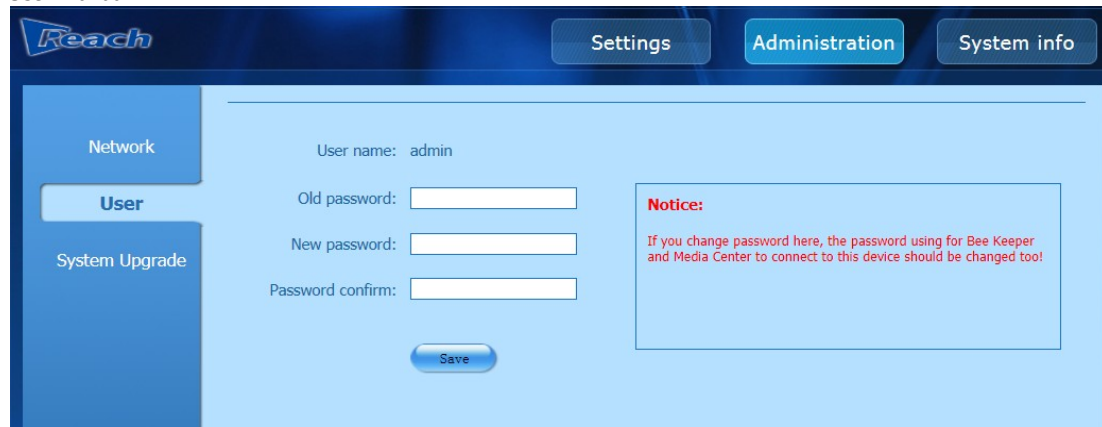 Reach
Settings
Administration
System info
Network
User
System Upgrade
User name: admin
Old password:
New password:
Password confirm:
Save
Notice:
If you change password here, the password using for Bee Keeper
and Media Center to connect to this device should be changed too!